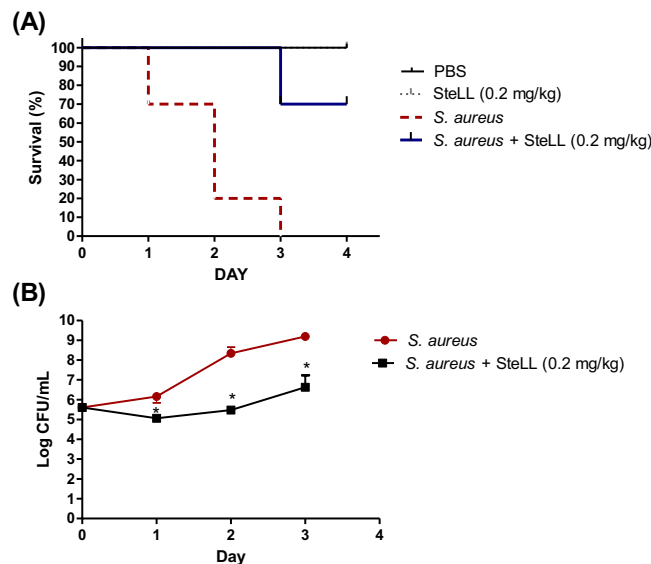 (A)
100
90
80
70
60
50
40
30
20
10
0
Survival (%)
0 1 2 3 4
DAY
PBS
SteLL (0.2 mg/kg)
S. aureus
S. aureus + SteLL (0.2 mg/kg)
(B)
10
9
8
7
6
5
4
3
2
1
0
Log CFU/mL
* * *
0 1 2 3 4
Day
S. aureus
S. aureus + SteLL (0.2 mg/kg)